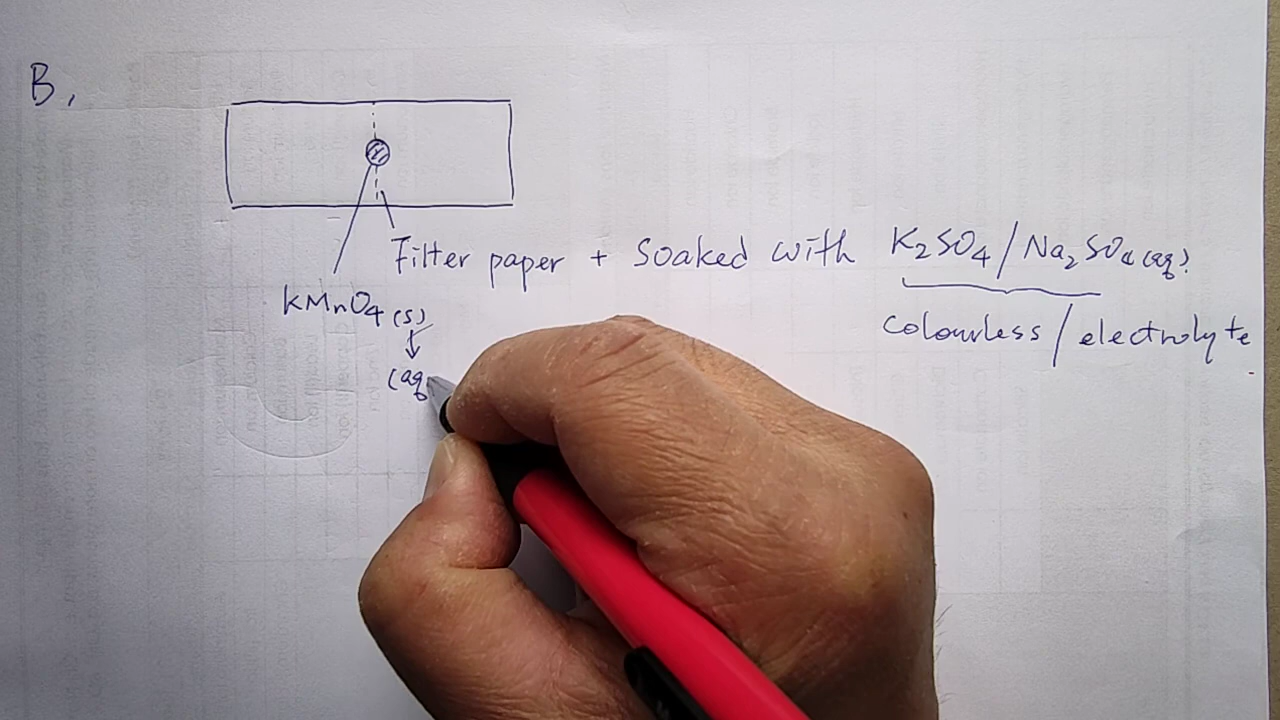 B,
Filter paper + Soaked with K₂SO₄/Na₂SO₄(aq).
KMnO₄(s)
colourless/electrolyte
(aq